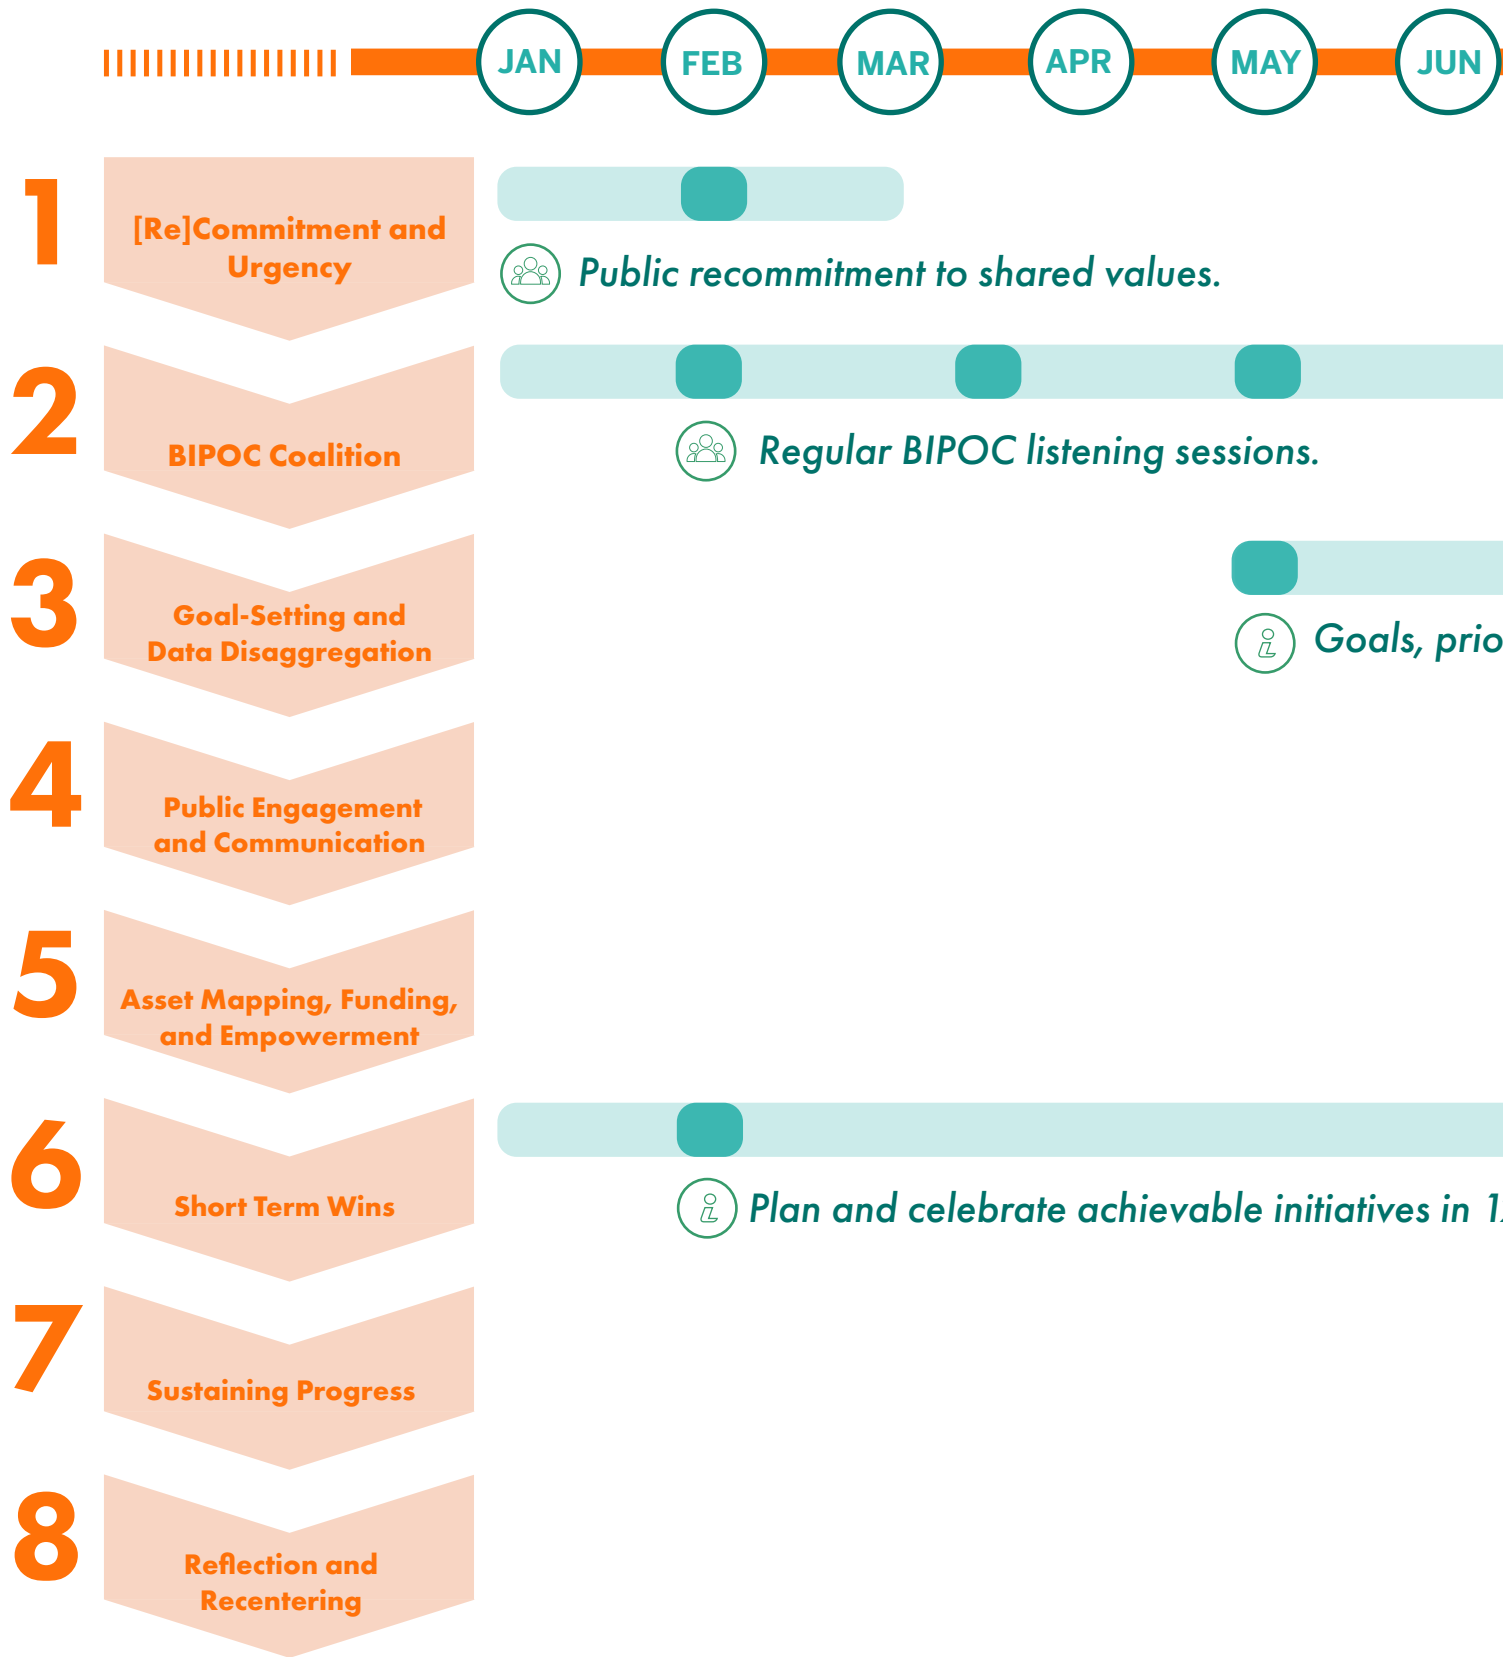 JAN FEB MAR APR MAY JUN
1
[Re]Commitment and
Urgency
Public recommitment to shared values.
2
BIPOC Coalition
Regular BIPOC listening sessions.
3
Goal-Setting and
Data Disaggregation
Goals, prio
4
Public Engagement
and Communication
5
Asset Mapping, Funding,
and Empowerment
6
Short Term Wins
Plan and celebrate achievable initiatives in 1
7
Sustaining Progress
8
Reflection and
Recentering